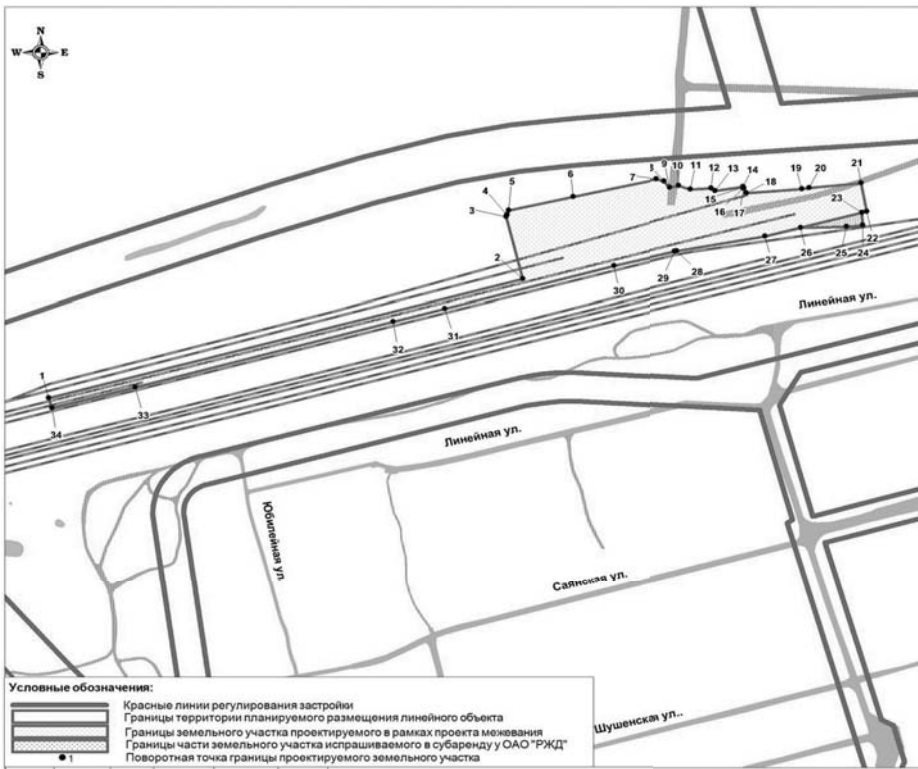 N
W E
S
1
2
3
4
5
6
7
8
9
10
11
12
13
14
15
16
17
18
19
20
21
22
23
24
25
26
27
28
29
30
31
32
33
34
Линейная ул.
Линейная ул.
Юбилейная ул.
Саянская ул.
Шушенская ул..
Условные обозначения:
Красные линии регулирования застройки
Границы территории планируемого размещения линейного объекта
Границы земельного участка проектируемого в рамках проекта межевания
Границы части земельного участка испрашиваемого в субаренду у ОАО "РЖД"
1 Поворотная точка границы проектируемого земельного участка